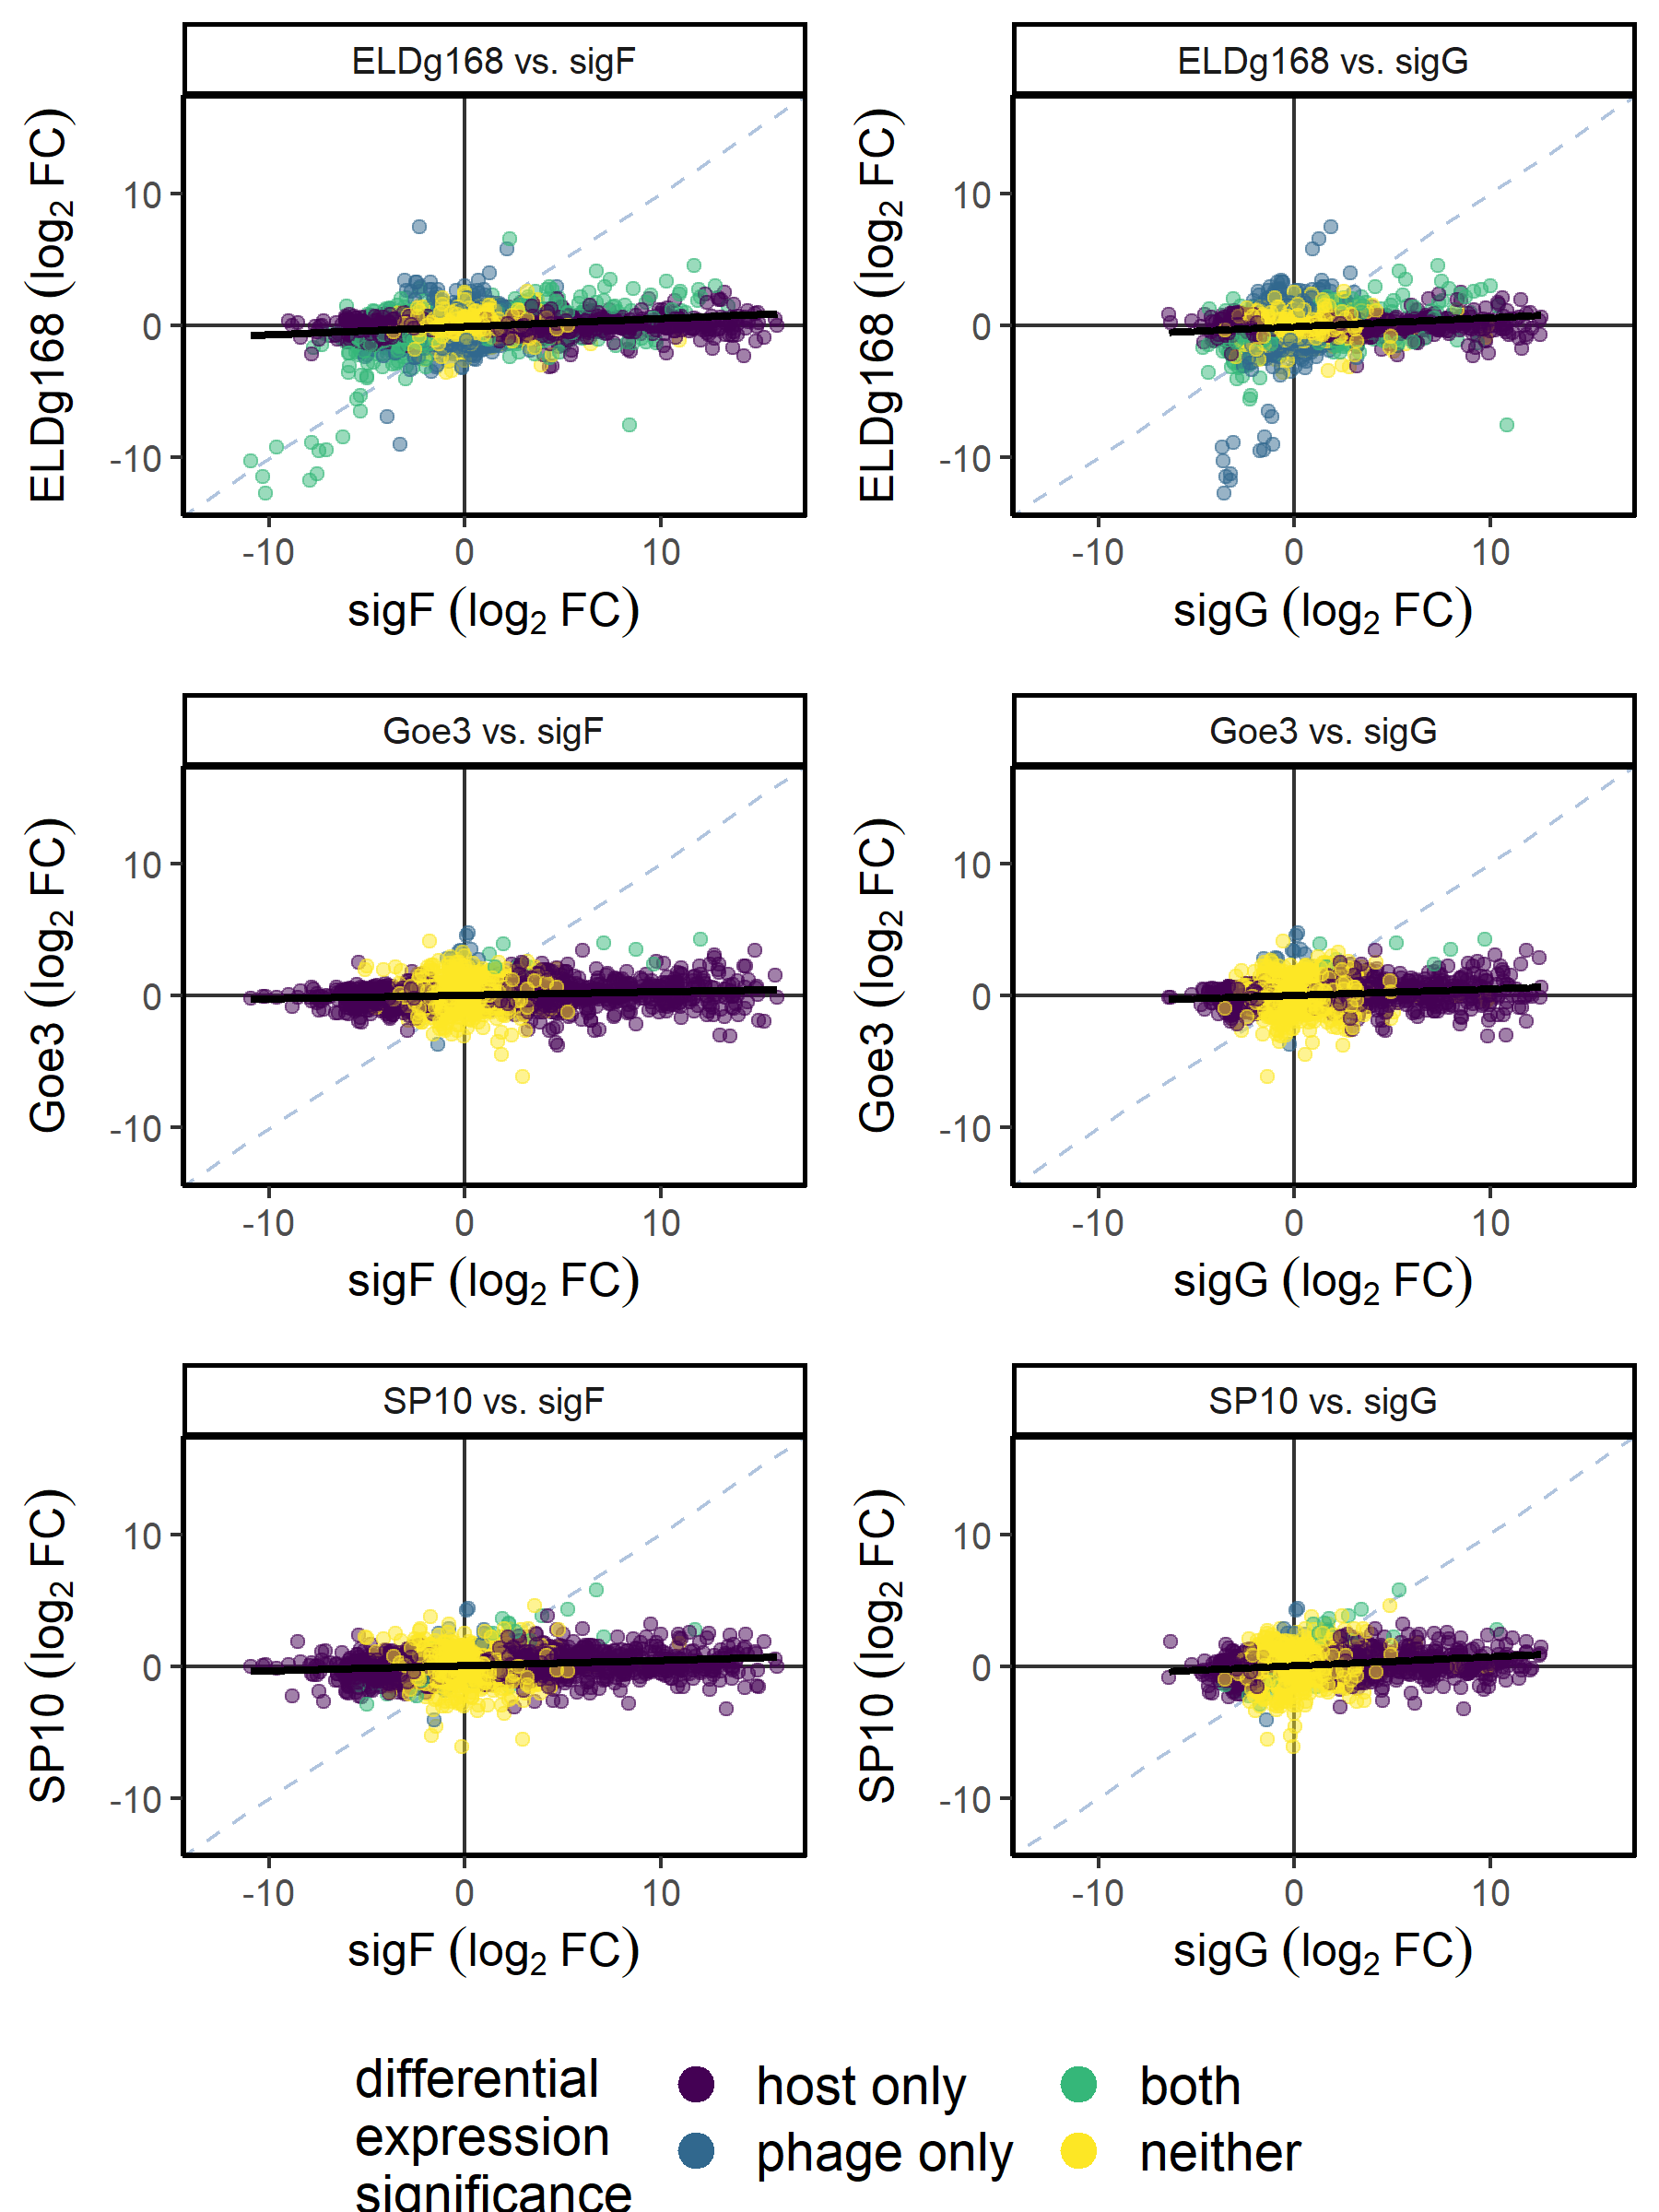 ELDg168 vs. sigF
ELDg168 (log₂ FC)
10
0
-10
-10 0 10
sigF (log₂ FC)
ELDg168 vs. sigG
ELDg168 (log₂ FC)
10
0
-10
-10 0 10
sigG (log₂ FC)
Goe3 vs. sigF
Goe3 (log₂ FC)
10
0
-10
-10 0 10
sigF (log₂ FC)
Goe3 vs. sigG
Goe3 (log₂ FC)
10
0
-10
-10 0 10
sigG (log₂ FC)
SP10 vs. sigF
SP10 (log₂ FC)
10
0
-10
-10 0 10
sigF (log₂ FC)
SP10 vs. sigG
SP10 (log₂ FC)
10
0
-10
-10 0 10
sigG (log₂ FC)
differential
expression
significance
host only
phage only
both
neither